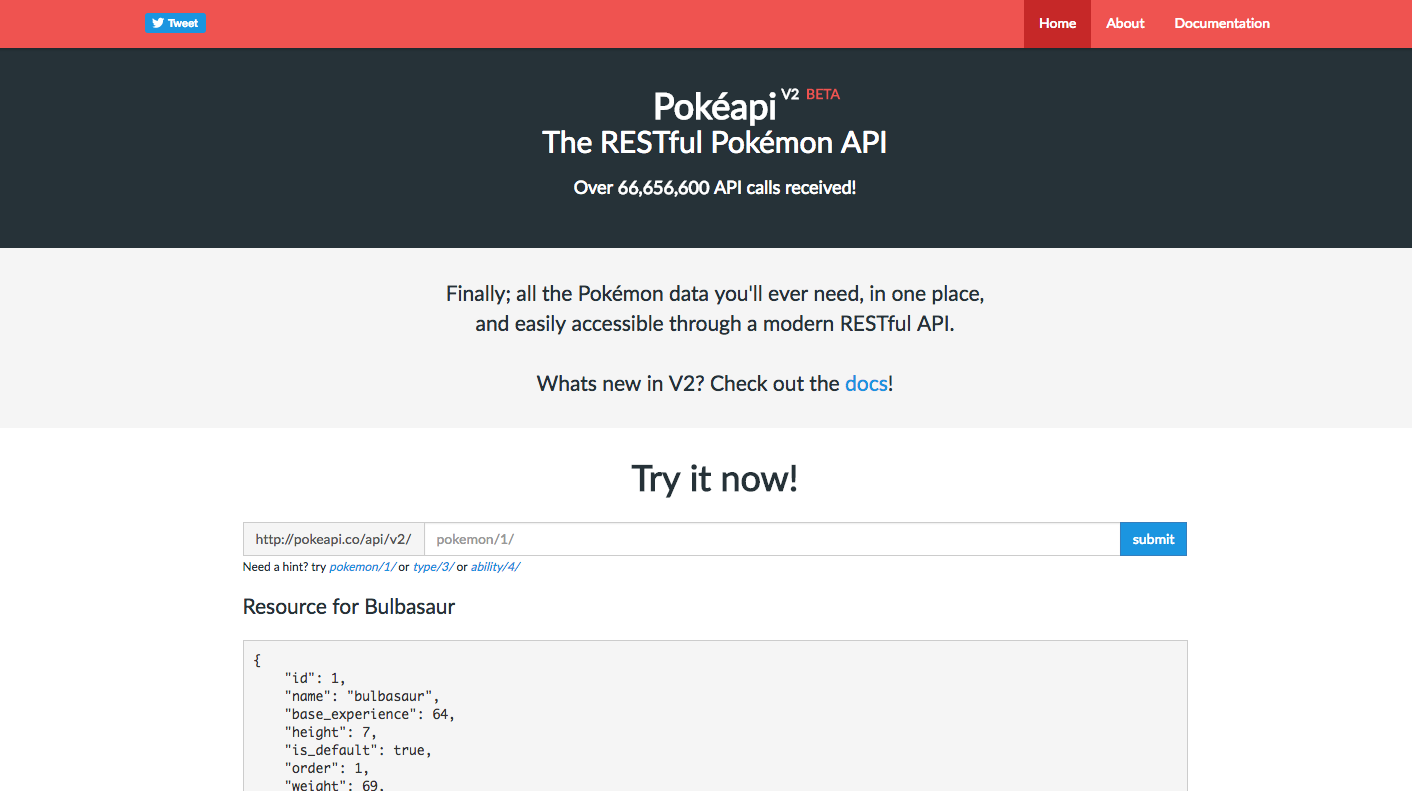 Tweet
Home About Documentation
Pokéapi V2 BETA
The RESTful Pokémon API
Over 66,656,600 API calls received!
Finally; all the Pokémon data you'll ever need, in one place,
and easily accessible through a modern RESTful API.
Whats new in V2? Check out the docs!
Try it now!
http://pokeapi.co/api/v2/ pokemon/1/ submit
Need a hint? try pokemon/1/ or type/3/ or ability/4/
Resource for Bulbasaur
{
    "id": 1,
    "name": "bulbasaur",
    "base_experience": 64,
    "height": 7,
    "is_default": true,
    "order": 1,
    "weight": 69,